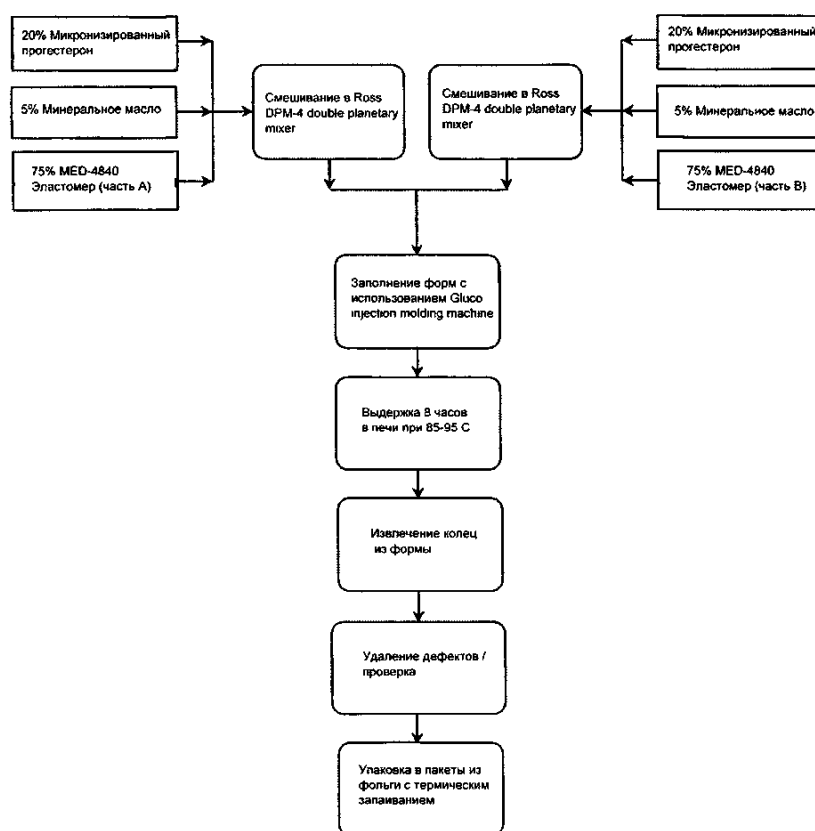 20% Микронизированный
прогестерон
5% Минеральное масло
75% MED-4840
Эластомер (часть А)
Смешивание в Ross
DPM-4 double planetary
mixer
Смешивание в Ross
DPM-4 double planetary
mixer
20% Микронизированный
прогестерон
5% Минеральное масло
75% MED-4840
Эластомер (часть В)
Заполнение форм с
использованием Gluco
injection molding machine
Выдержка 8 часов
в печи при 85-95 С
Извлечение колец
из формы
Удаление дефектов /
проверка
Упаковка в пакеты из
фольги с термическим
запаиванием